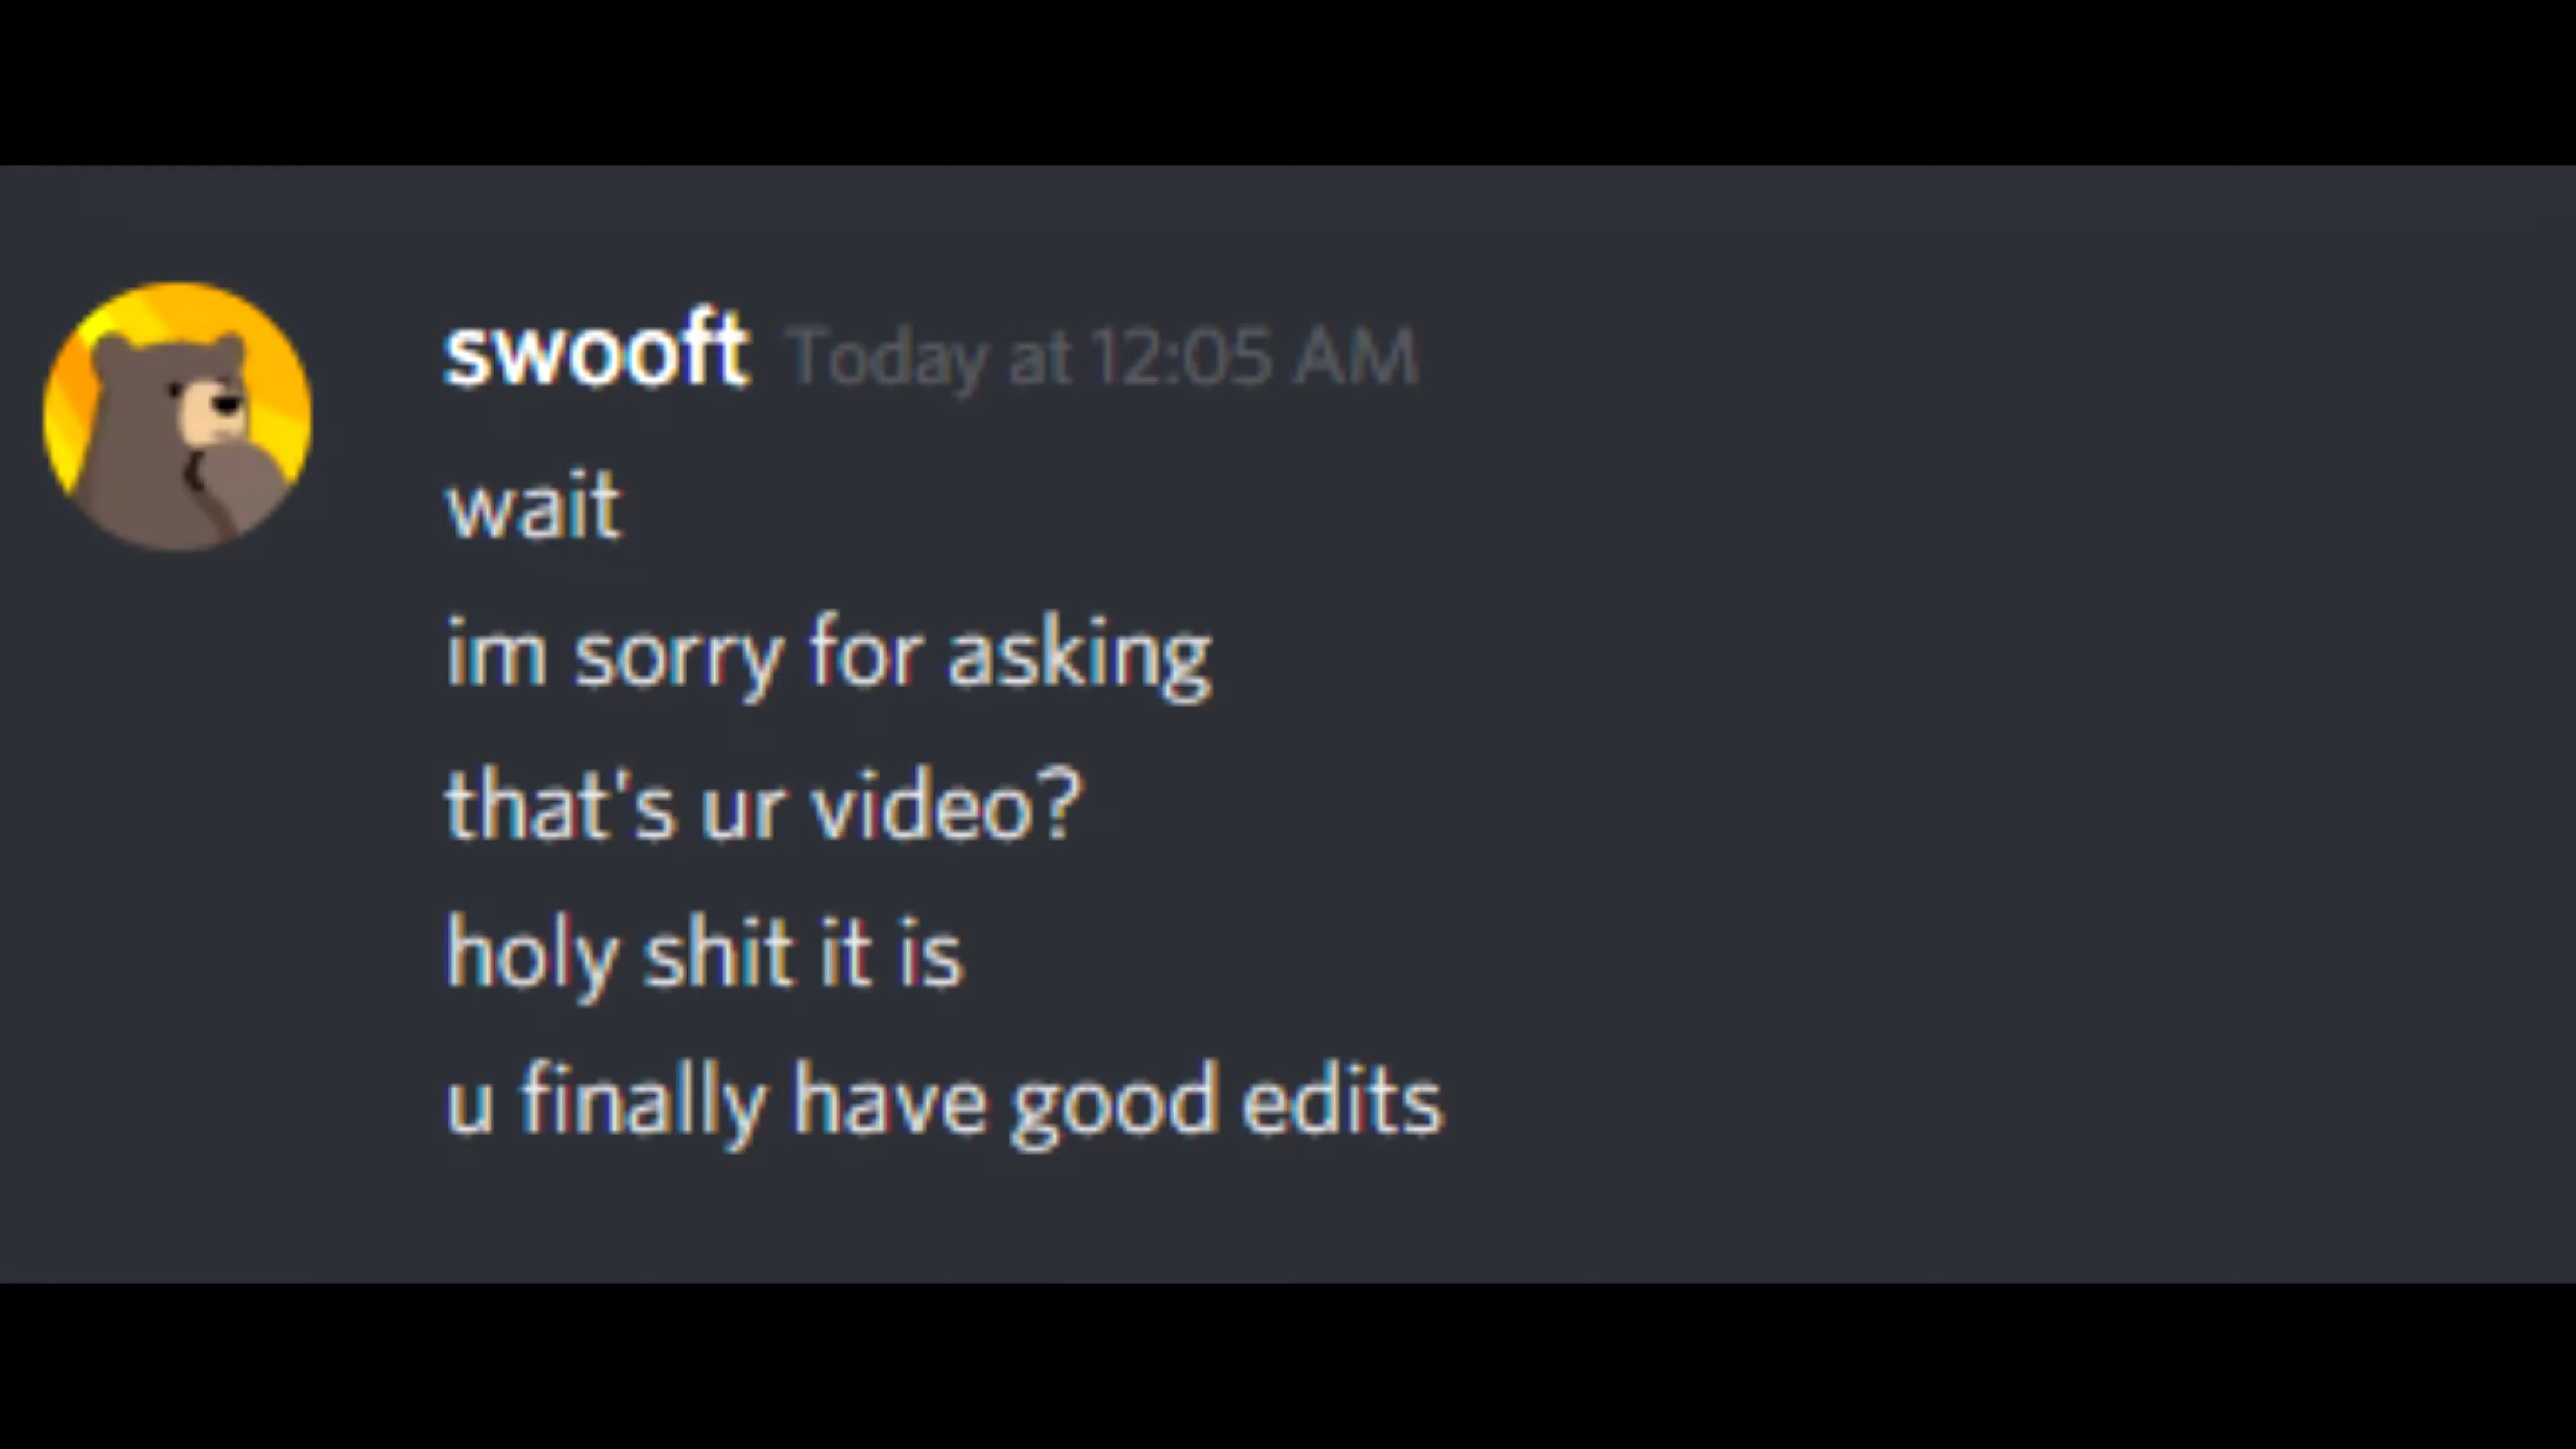 swooft Today at 12:05 AM
wait
im sorry for asking
that's ur video?
holy shit it is
u finally have good edits